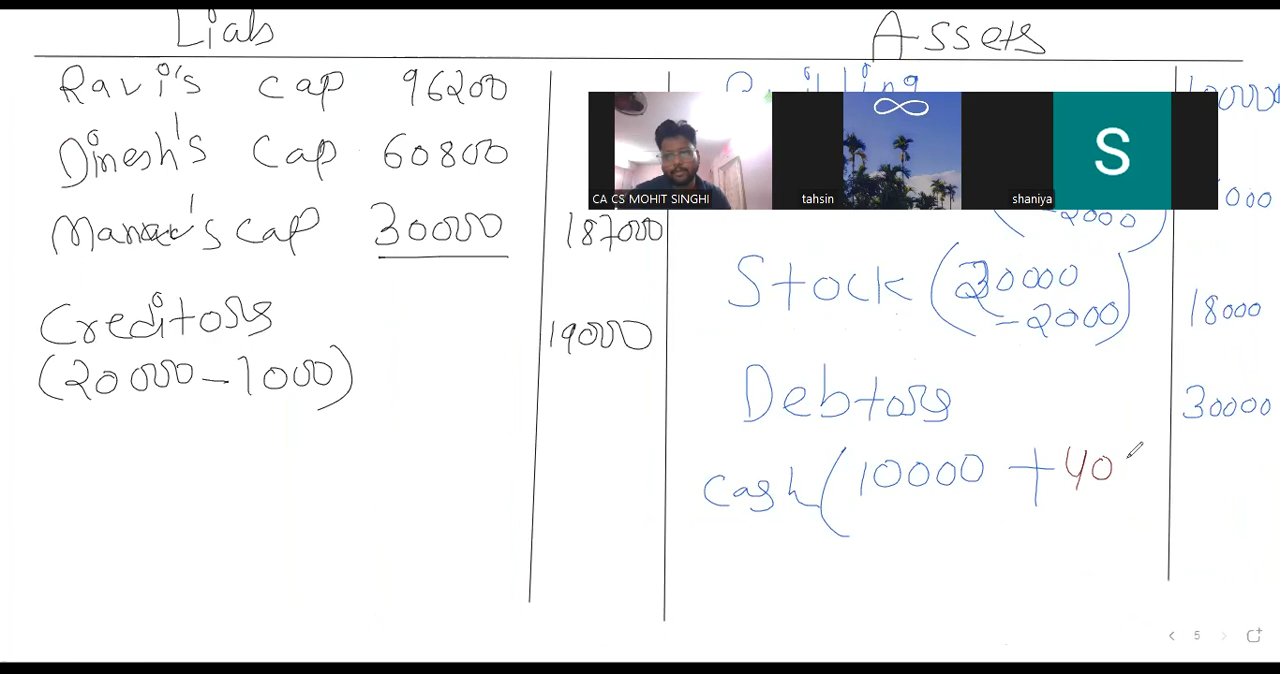 Liabs
Assets
Ravi's cap 96200
Dinesh's cap 60800
cap 30000 187000
Creditors 19000
(20000 - 1000)
-2000)
Stock (20000
-2000) 18000
Debtors 30000
cash (10000 + 40
CA CS MOHIT SINGHI
tahsin
shaniya
S
5